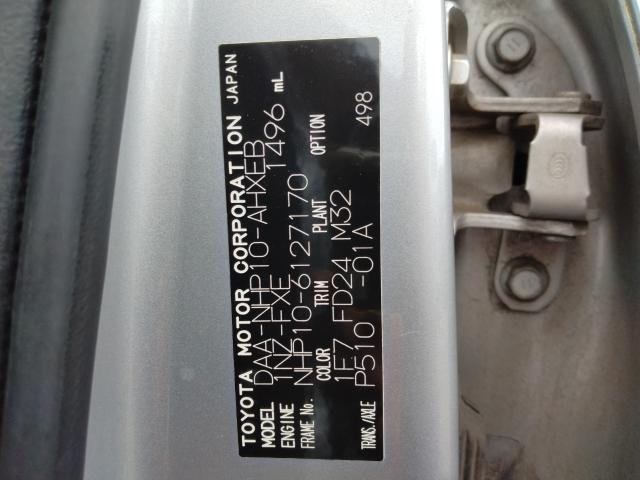 TOYOTA MOTOR CORPORATION JAPAN
MODEL DAA-NHP10-AHXEB
ENGINE 1NZ-FXE 1496 mL
FRAME No. NHP10-6127170
COLOR TRIM PLANT OPTION
1F7 FD24 M32 498
TRANS./AXLE P510 -01A